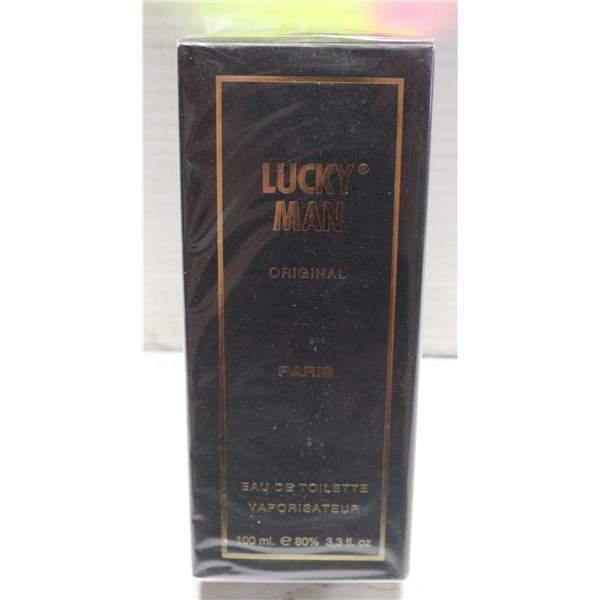 LUCKY®
MAN
ORIGINAL
PARIS
EAU DE TOILETTE
VAPORISATEUR
100 ml. ℮ 80% 3,3 fl. oz